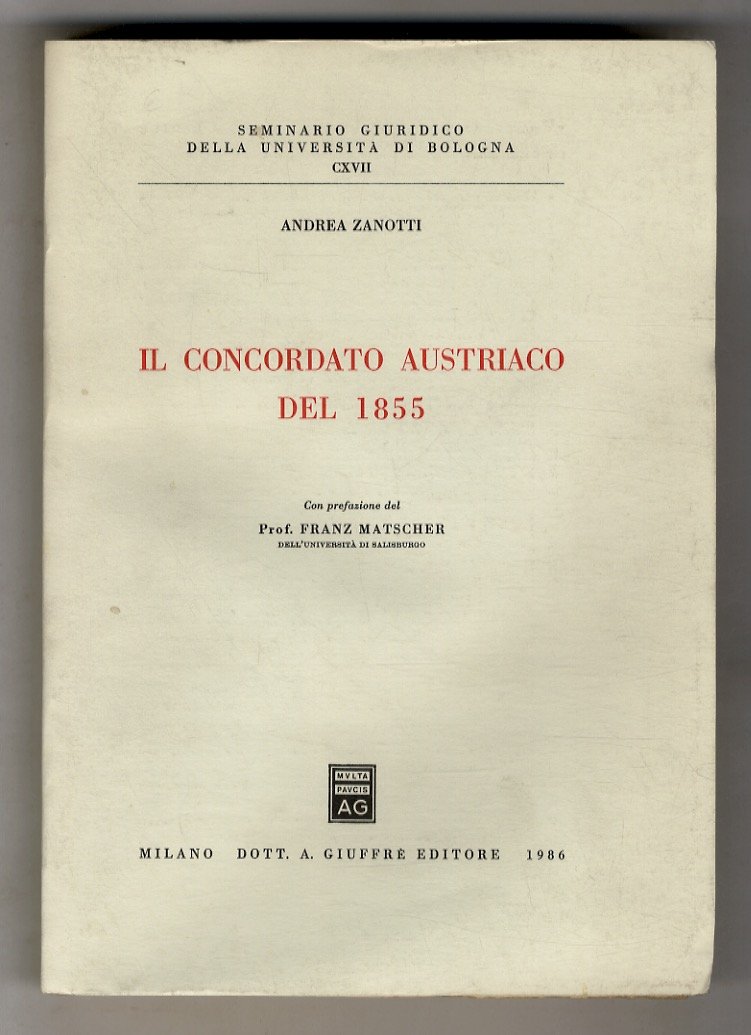 SEMINARIO GIURIDICO
DELLA UNIVERSITÀ DI BOLOGNA
CXVII
ANDREA ZANOTTI
IL CONCORDATO AUSTRIACO
DEL 1855
Con prefazione del
Prof. FRANZ MATSCHER
DELL'UNIVERSITÀ DI SALISBURGO
MVLTA
PAVCIS
AG
MILANO DOTT. A. GIUFFRÈ EDITORE 1986